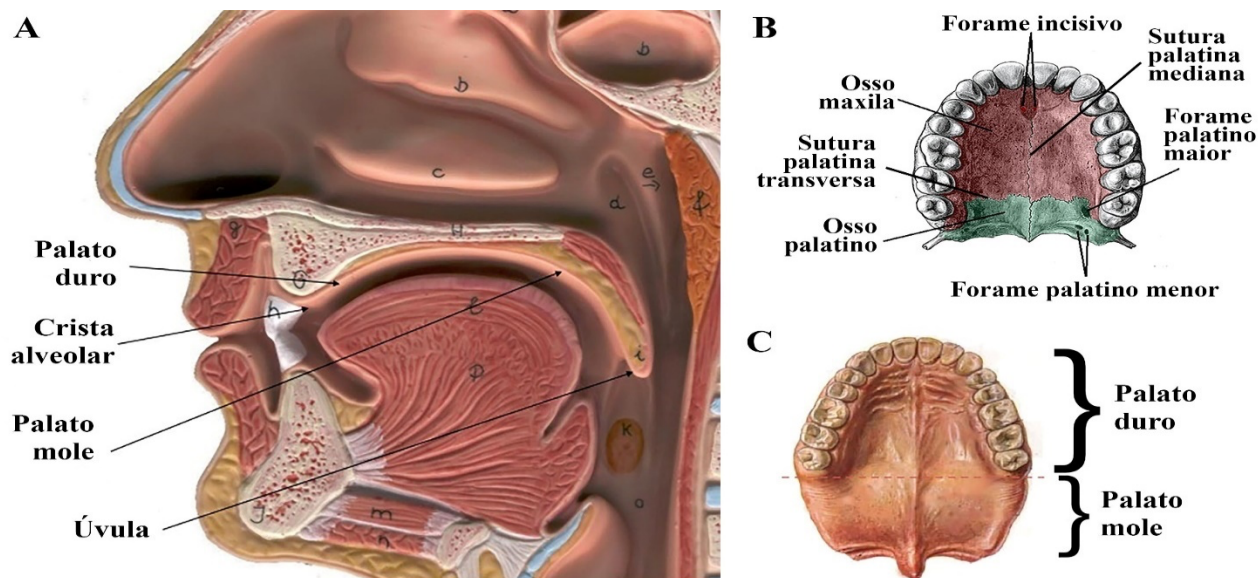 A
b
b
c
d
e
f
g
H
G
h
l
p
i
k
j
m
n
o
Palato
duro
Crista
alveolar
Palato
mole
Úvula
B
Forame incisivo
Sutura
palatina
mediana
Osso
maxila
Forame
palatino
maior
Sutura
palatina
transversa
Osso
palatino
Forame palatino menor
C
Palato
duro
Palato
mole